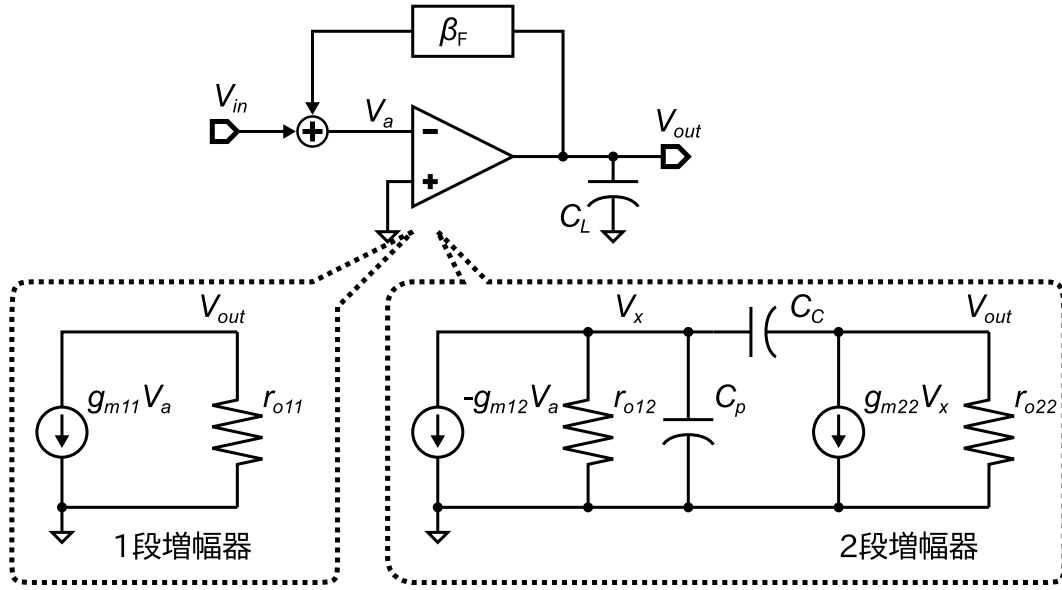 βF
Vin
Va
Vout
CL
Vout
gm11Va
ro11
1段増幅器
Vx
CC
Vout
-gm12Va
ro12
Cp
gm22Vx
ro22
2段増幅器